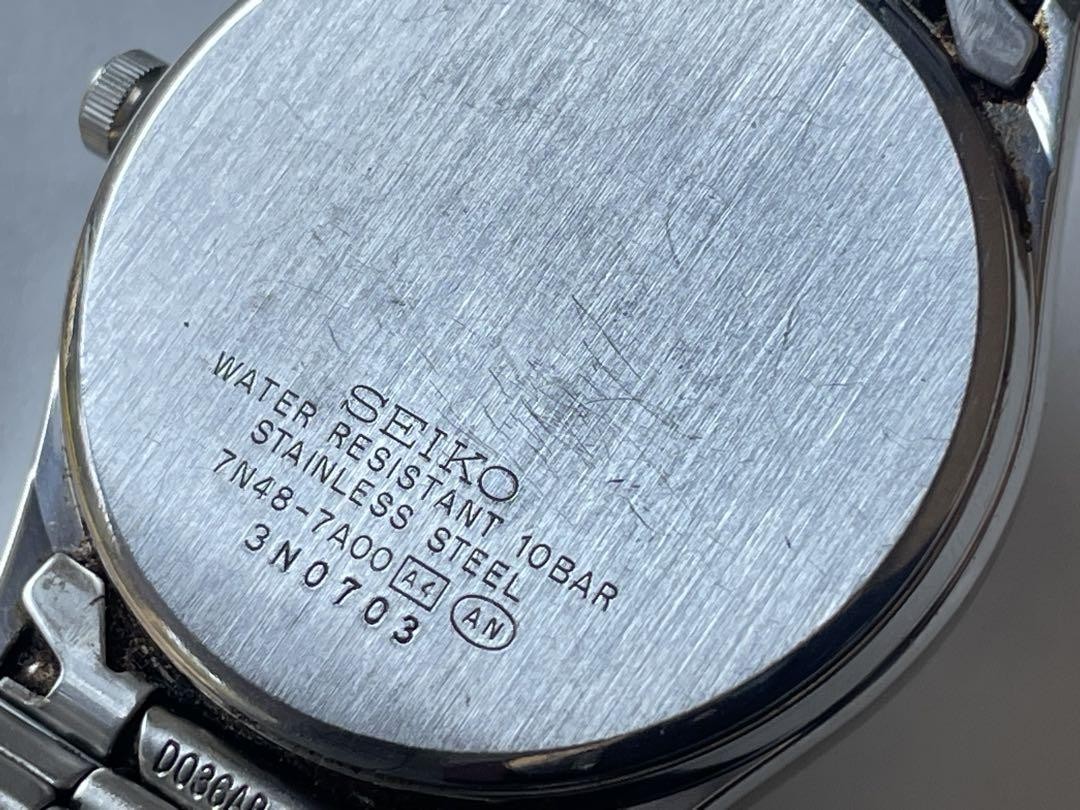 SEIKO
WATER RESISTANT 10BAR
STAINLESS STEEL
7N48-7A00 A4 AN
3N0703